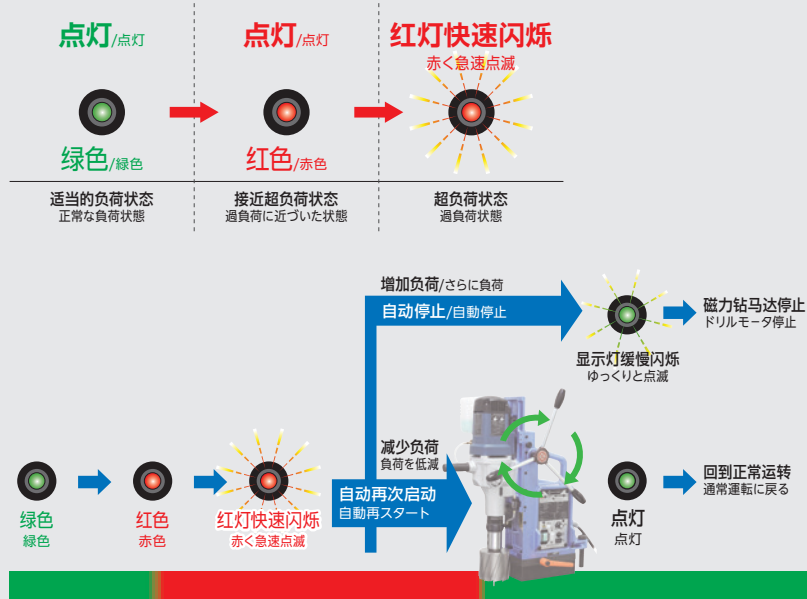 点灯/点灯
点灯/点灯
红灯快速闪烁
赤く急速点滅
绿色/緑色
红色/赤色
适当的负荷状态
正常な負荷状態
接近超负荷状态
過負荷に近づいた状態
超负荷状态
過負荷状態
增加负荷/さらに負荷
自动停止/自動停止
显示灯缓慢闪烁
ゆっくりと点滅
磁力钻马达停止
ドリルモータ停止
减少负荷
負荷を低減
自动再次启动
自動再スタート
绿色
緑色
红色
赤色
红灯快速闪烁
赤く急速点滅
点灯
点灯
回到正常运转
通常運転に戻る